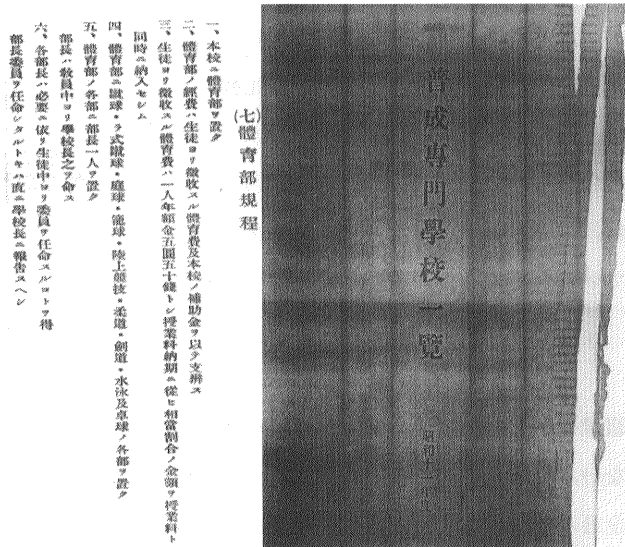 普成專門學校一覽
昭和十一年度
(七)體育部規程
一、本校ニ體育部ヲ置ク
二、體育部ノ經費ハ生徒ヨリ徵收スル體育費及本校ノ補助金ヲ以テ支辨ス
三、生徒ヨリ徵收スル體育費ハ一人年額金五圓五十錢トシ授業料納期ニ從ヒ相當割合ノ金額ヲ授業料ト
同時ニ納入セシム
四、體育部ニ蹴球・ラ式蹴球・庭球・籠球・陸上競技・柔道・劍道・水泳及卓球ノ各部ヲ置ク
五、體育部ノ各部ニ部長一人ヲ置ク
部長ハ敎員中ヨリ學校長之ヲ命ス
六、各部長ハ必要ニ依リ生徒中ヨリ委員ヲ任命スルコトヲ得
部長委員ヲ任命シタルトキハ直ニ學校長ニ報告スヘシ